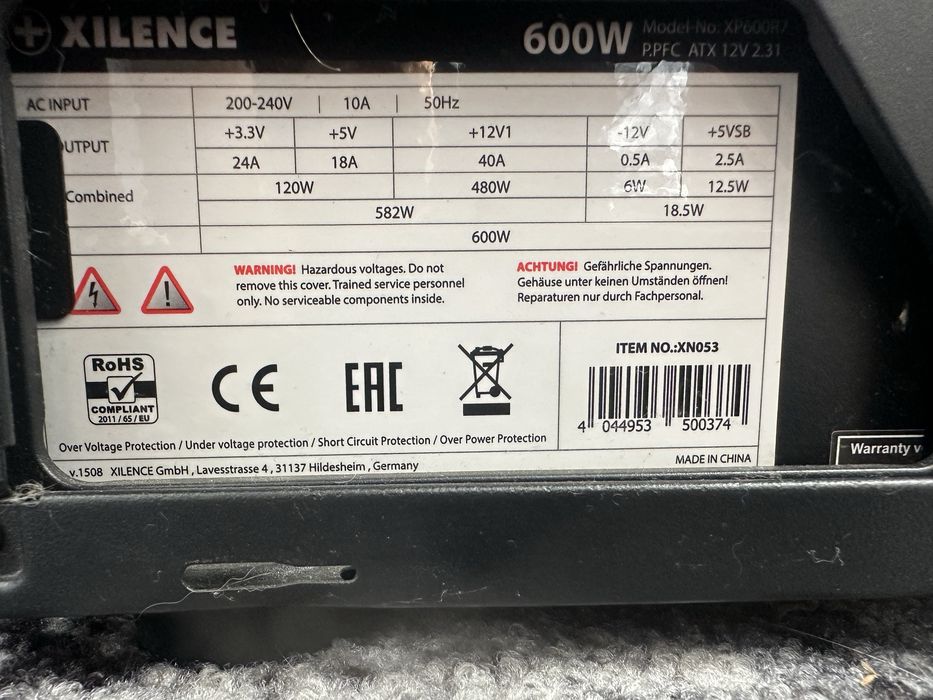 XILENCE
600W
Model-No: XP600R7
P.PFC ATX 12V 2.31
AC INPUT 200-240V | 10A | 50Hz
+3.3V +5V +12V1 -12V +5VSB
UTPUT
24A 18A 40A 0.5A 2.5A
Combined
120W 480W 6W 12.5W
582W 18.5W
600W
WARNING! Hazardous voltages. Do not
remove this cover. Trained service personnel
only. No serviceable components inside.
ACHTUNG! Gefährliche Spannungen.
Gehäuse unter keinen Umständen öffnen!
Reparaturen nur durch Fachpersonal.
RoHS
COMPLIANT
2011/65/EU
CE
EAC
ITEM NO.:XN053
4 044953 500374
Over Voltage Protection / Under voltage protection / Short Circuit Protection / Over Power Protection
v.1508 XILENCE GmbH , Lavesstrasse 4 , 31137 Hildesheim , Germany
MADE IN CHINA
Warranty v